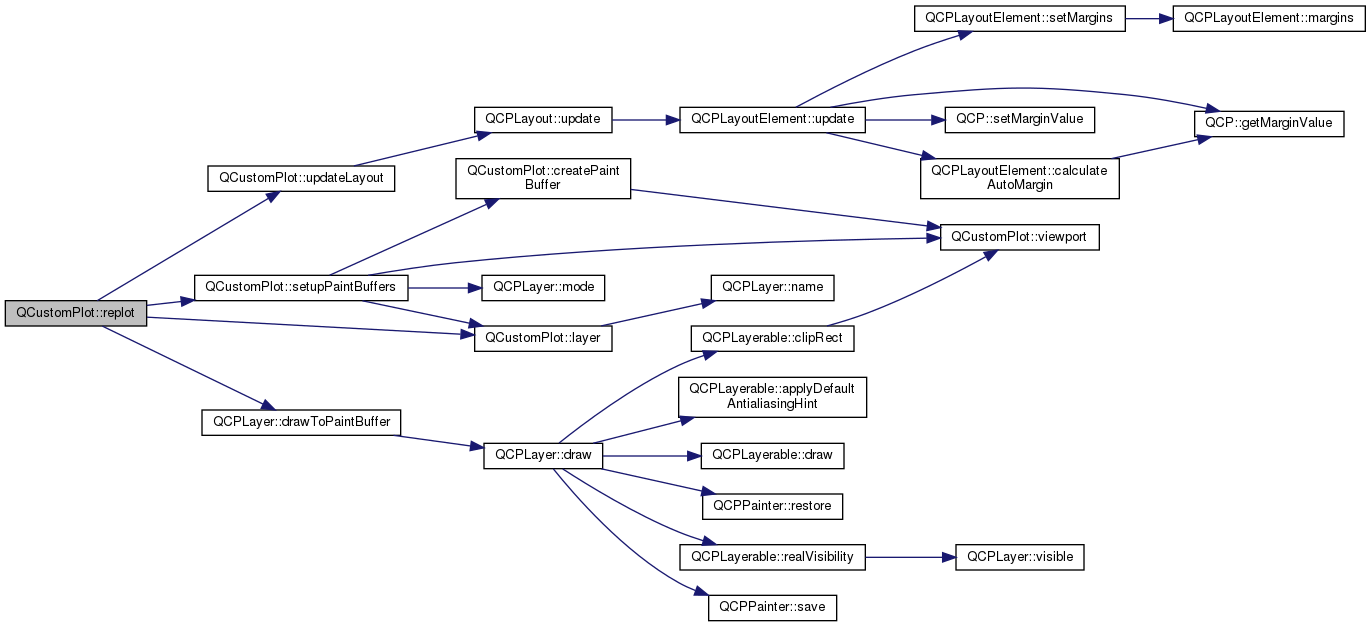 QCPLayoutElement::setMargins
QCPLayoutElement::margins
QCPLayout::update
QCPLayoutElement::update
QCP::setMarginValue
QCP::getMarginValue
QCustomPlot::updateLayout
QCustomPlot::createPaint
Buffer
QCPLayoutElement::calculate
AutoMargin
QCustomPlot::viewport
QCustomPlot::setupPaintBuffers
QCPLayer::mode
QCPLayer::name
QCustomPlot::replot
QCustomPlot::layer
QCPLayerable::clipRect
QCPLayerable::applyDefault
AntialiasingHint
QCPLayer::drawToPaintBuffer
QCPLayer::draw
QCPLayerable::draw
QCPPainter::restore
QCPLayerable::realVisibility
QCPLayer::visible
QCPPainter::save